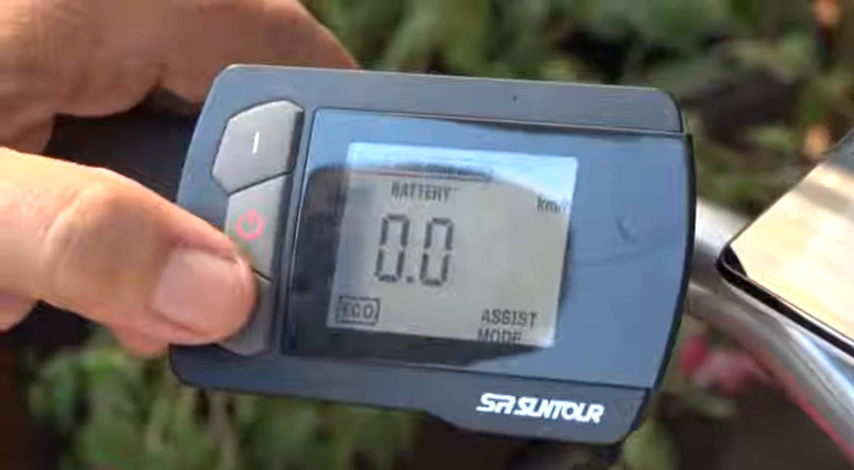 I
BATTERY
km/h
0.0
ECO
ASSIST
MODE
SR SUNTOUR